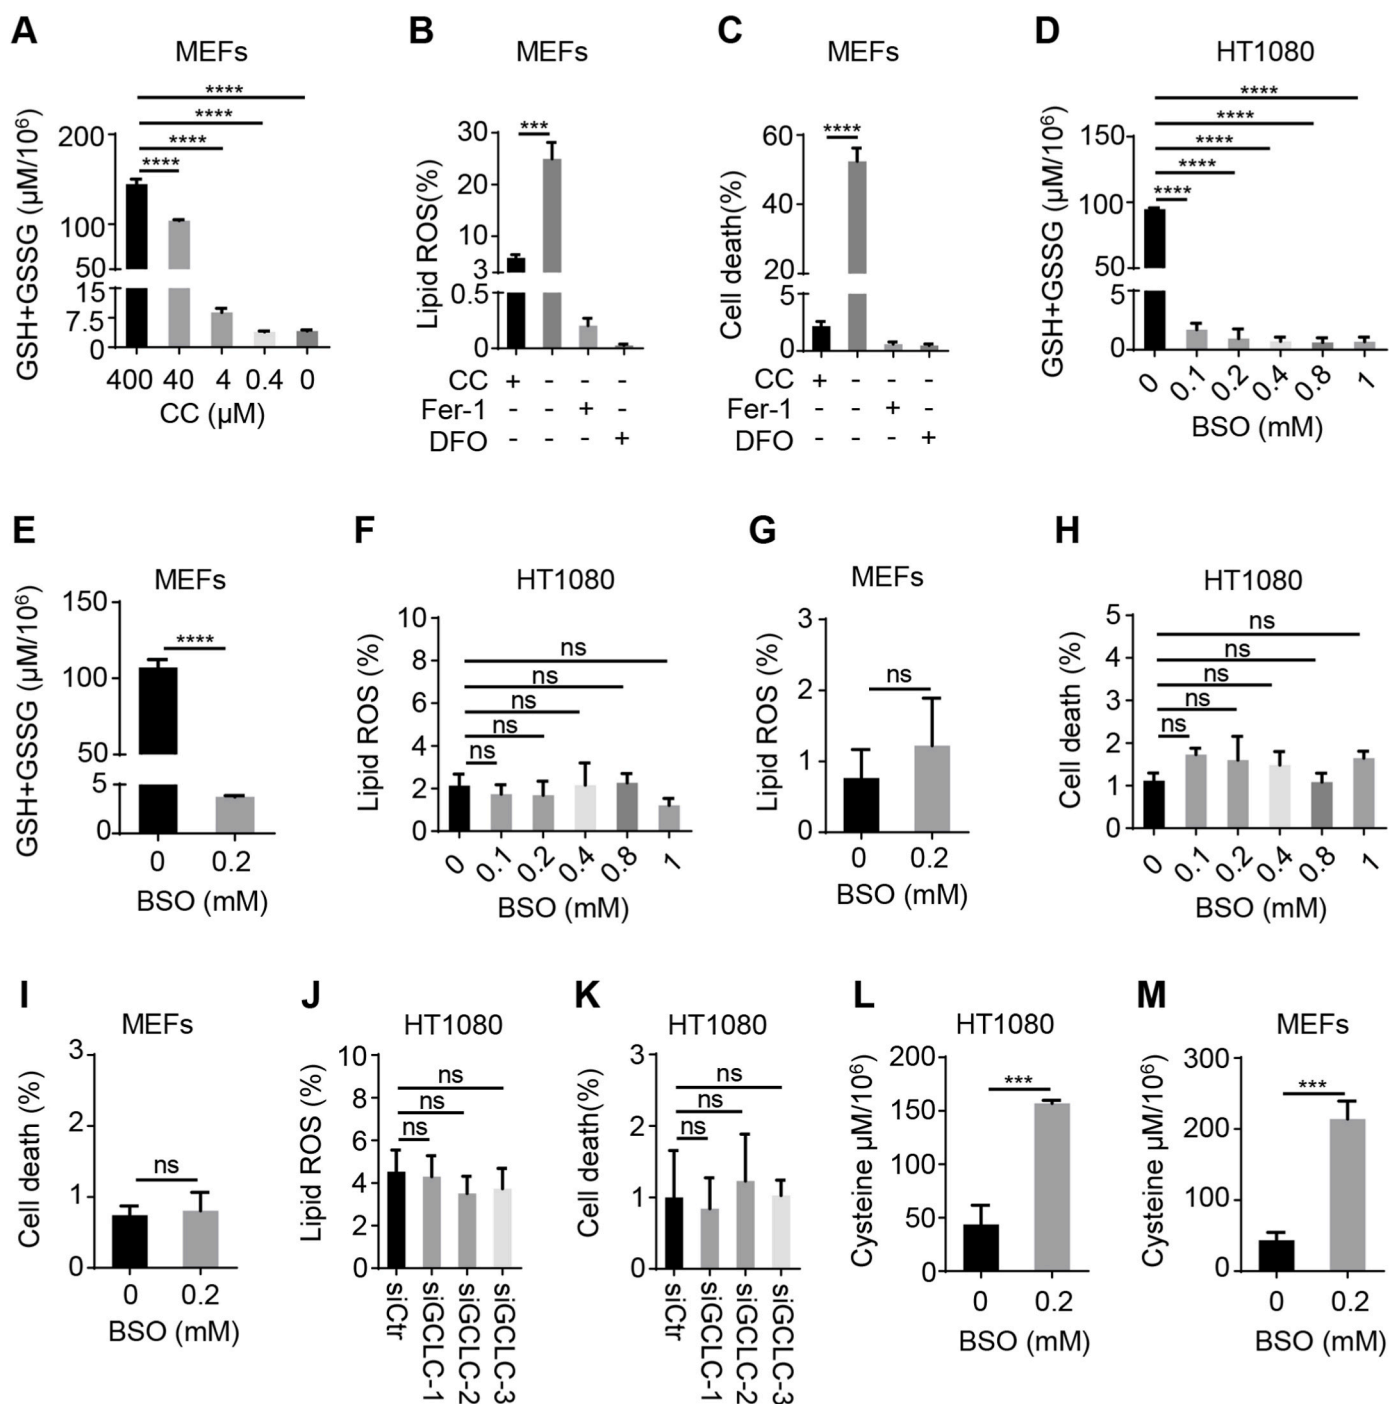 A
MEFs
GSH+GSSG (µM/10⁶)
200
100
50
15
7.5
0
****
****
****
****
400 40 4 0.4 0
CC (µM)
B
MEFs
Lipid ROS(%)
30
20
10
3
0.5
0
***
CC + - - -
Fer-1 - - + -
DFO - - - +
C
MEFs
Cell death(%)
60
40
20
5
0
****
CC + - - -
Fer-1 - - + -
DFO - - - +
D
HT1080
GSH+GSSG (µM/10⁶)
150
100
50
5
0
****
****
****
****
****
0 0.1 0.2 0.4 0.8 1
BSO (mM)
E
MEFs
GSH+GSSG (µM/10⁶)
150
100
50
5
0
****
0 0.2
BSO (mM)
F
HT1080
Lipid ROS (%)
10
8
6
4
2
0
ns
ns
ns
ns
ns
0 0.1 0.2 0.4 0.8 1
BSO (mM)
G
MEFs
Lipid ROS (%)
3
2
1
0
ns
0 0.2
BSO (mM)
H
HT1080
Cell death (%)
5
4
3
2
1
0
ns
ns
ns
ns
ns
0 0.1 0.2 0.4 0.8 1
BSO (mM)
I
MEFs
Cell death (%)
3
2
1
0
ns
0 0.2
BSO (mM)
J
HT1080
Lipid ROS (%)
10
8
6
4
2
0
ns
ns
ns
siCtr
siGCLC-1
siGCLC-2
siGCLC-3
K
HT1080
Cell death(%)
3
2
1
0
ns
ns
ns
siCtr
siGCLC-1
siGCLC-2
siGCLC-3
L
HT1080
Cysteine µM/10⁶)
200
150
100
50
0
***
0 0.2
BSO (mM)
M
MEFs
Cysteine µM/10⁶)
300
200
100
0
***
0 0.2
BSO (mM)